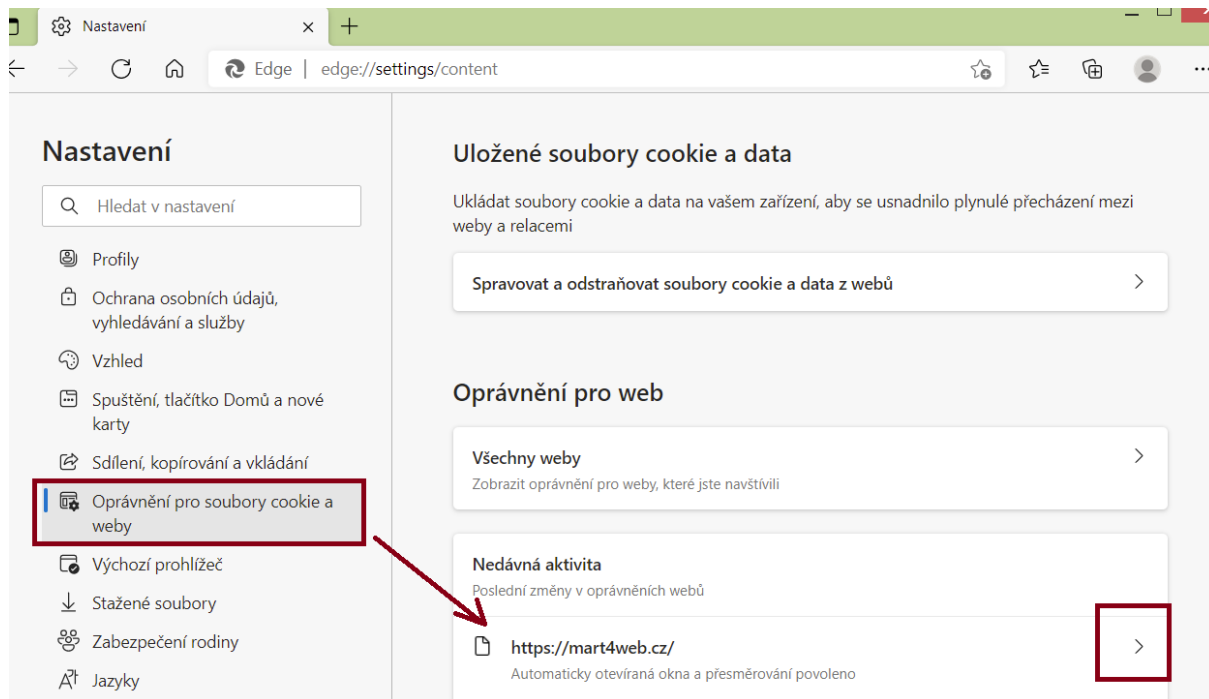 Nastavení
Edge | edge://settings/content
Nastavení
Hledat v nastavení
Profily
Ochrana osobních údajů,
vyhledávání a služby
Vzhled
Spuštění, tlačítko Domů a nové
karty
Sdílení, kopírování a vkládání
Oprávnění pro soubory cookie a
weby
Výchozí prohlížeč
Stažené soubory
Zabezpečení rodiny
Jazyky
Uložené soubory cookie a data
Ukládat soubory cookie a data na vašem zařízení, aby se usnadnilo plynulé přecházení mezi
weby a relacemi
Spravovat a odstraňovat soubory cookie a data z webů
Oprávnění pro web
Všechny weby
Zobrazit oprávnění pro weby, které jste navštívili
Nedávná aktivita
Poslední změny v oprávněních webů
https://mart4web.cz/
Automaticky otevíraná okna a přesměrování povoleno